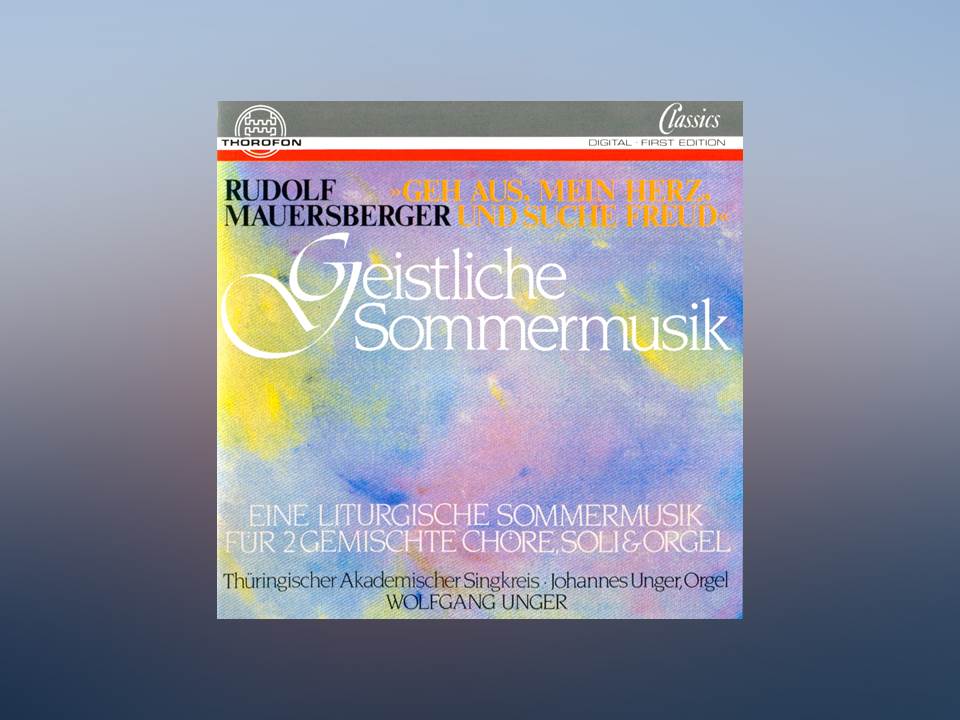 Classics
THOROFON
DIGITAL · FIRST EDITION
RUDOLF
MAUERSBERGER
»GEH AUS, MEIN HERZ,
UND SUCHE FREUD«
Geistliche
Sommermusik
EINE LITURGISCHE SOMMERMUSIK
FÜR 2 GEMISCHTE CHÖRE, SOLI & ORGEL
Thüringischer Akademischer Singkreis · Johannes Unger, Orgel
WOLFGANG UNGER